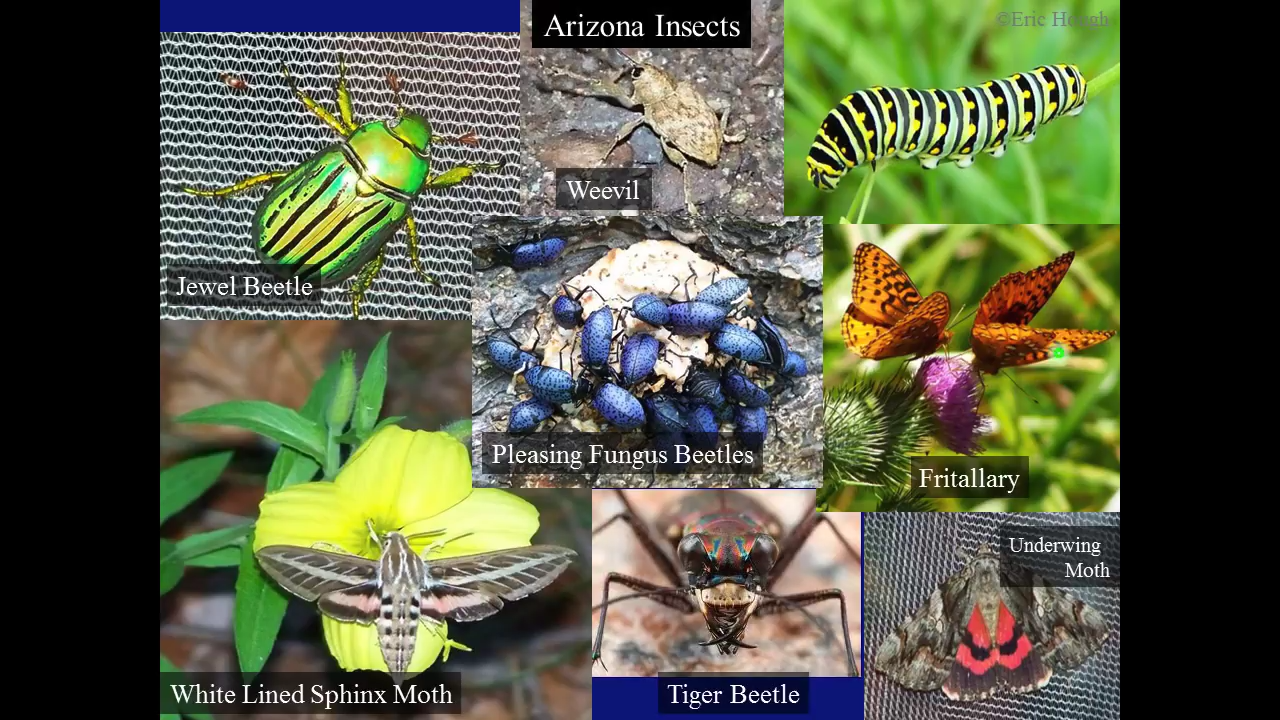 Arizona Insects
©Eric Hough
Weevil
Jewel Beetle
Pleasing Fungus Beetles
Fritallary
Underwing
Moth
White Lined Sphinx Moth
Tiger Beetle